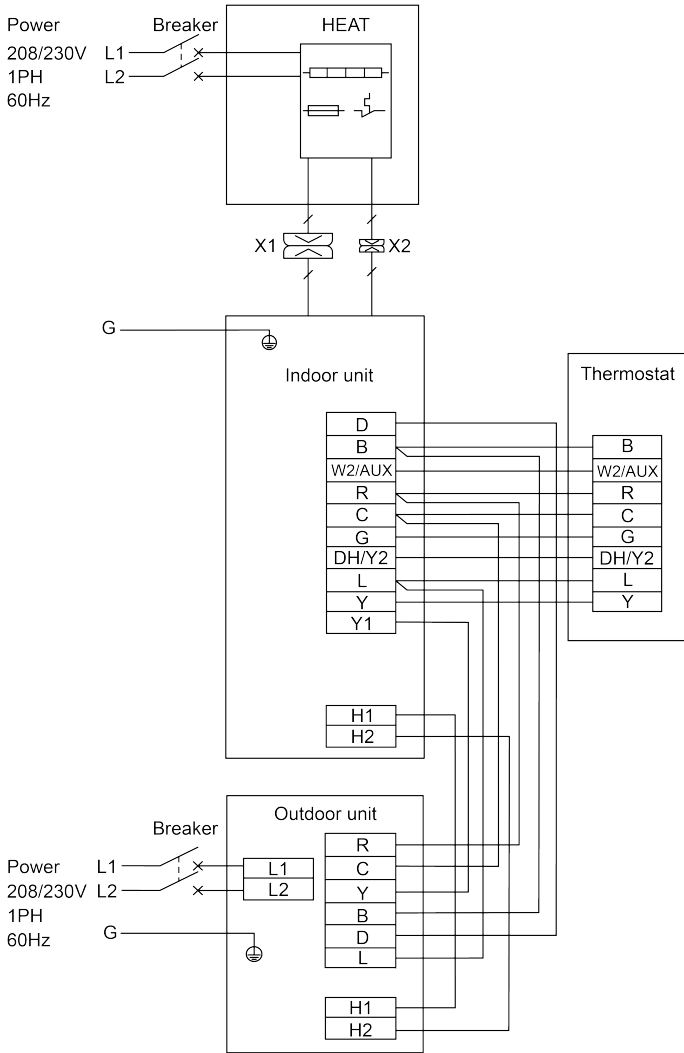 Power
Breaker
HEAT
208/230V L1
1PH L2
60Hz
X1
X2
G
Indoor unit
Thermostat
D
B
W2/AUX
R
C
G
DH/Y2
L
Y
Y1
B
W2/AUX
R
C
G
DH/Y2
L
Y
H1
H2
Outdoor unit
Breaker
Power L1
208/230V L2
1PH
60Hz
G
L1
L2
R
C
Y
B
D
L
H1
H2